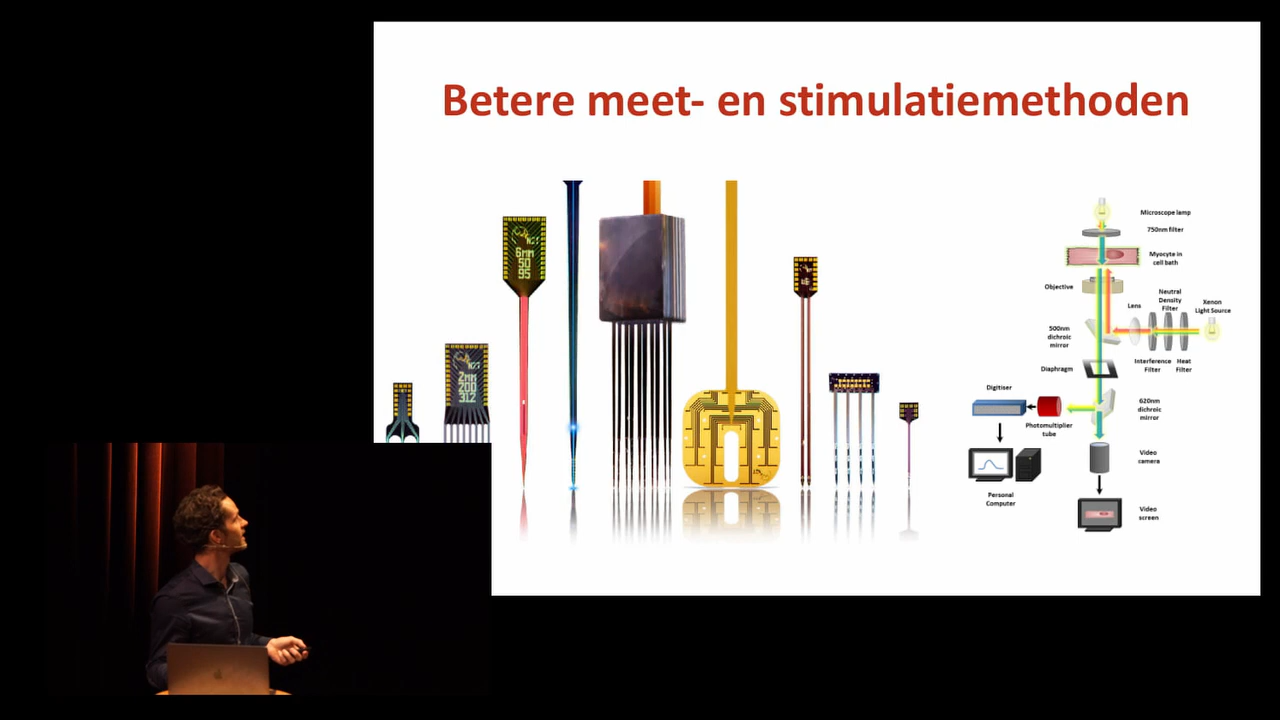 Betere meet- en stimulatiemethoden
6mm
50
95
2mm
200
312
Microscope lamp
750nm filter
Myocyte in
cell bath
Objective
Lens
Neutral
Density
Filter
Xenon
Light Source
500nm
dichroic
mirror
Diaphragm
Interference
Filter
Heat
Filter
Digitiser
620nm
dichroic
mirror
Photomultiplier
tube
Video
camera
Personal
Computer
Video
screen